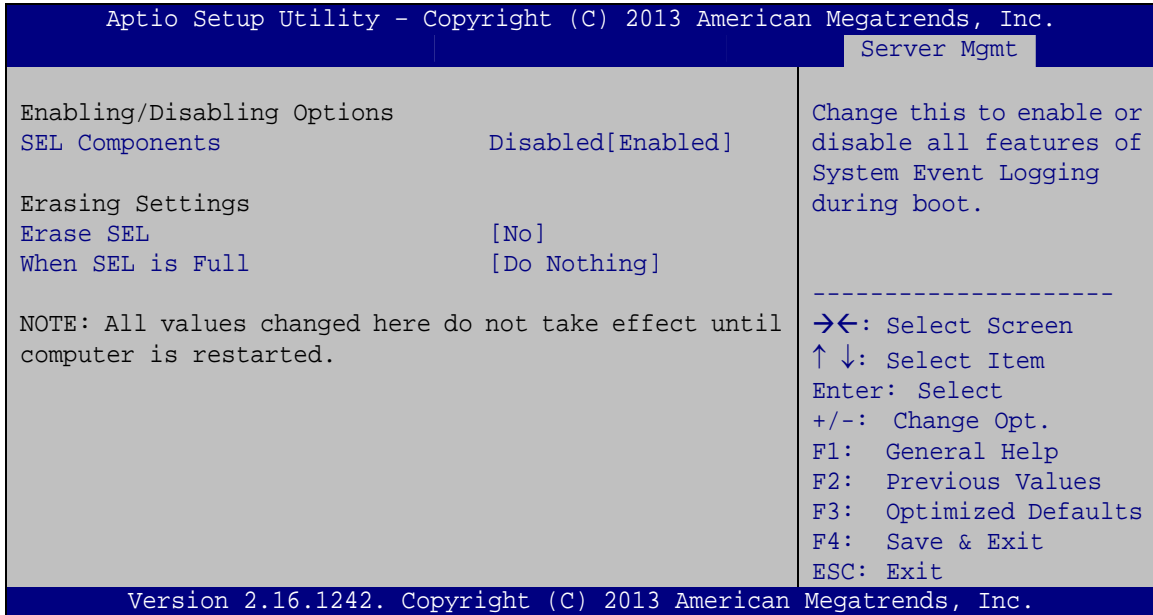 Aptio Setup Utility – Copyright (C) 2013 American Megatrends, Inc.
Server Mgmt
Enabling/Disabling Options
SEL Components Disabled[Enabled]
Erasing Settings
Erase SEL [No]
When SEL is Full [Do Nothing]
NOTE: All values changed here do not take effect until
computer is restarted.
Change this to enable or
disable all features of
System Event Logging
during boot.
---------------------
→←: Select Screen
↑ ↓: Select Item
Enter: Select
+/-: Change Opt.
F1: General Help
F2: Previous Values
F3: Optimized Defaults
F4: Save & Exit
ESC: Exit
Version 2.16.1242. Copyright (C) 2013 American Megatrends, Inc.